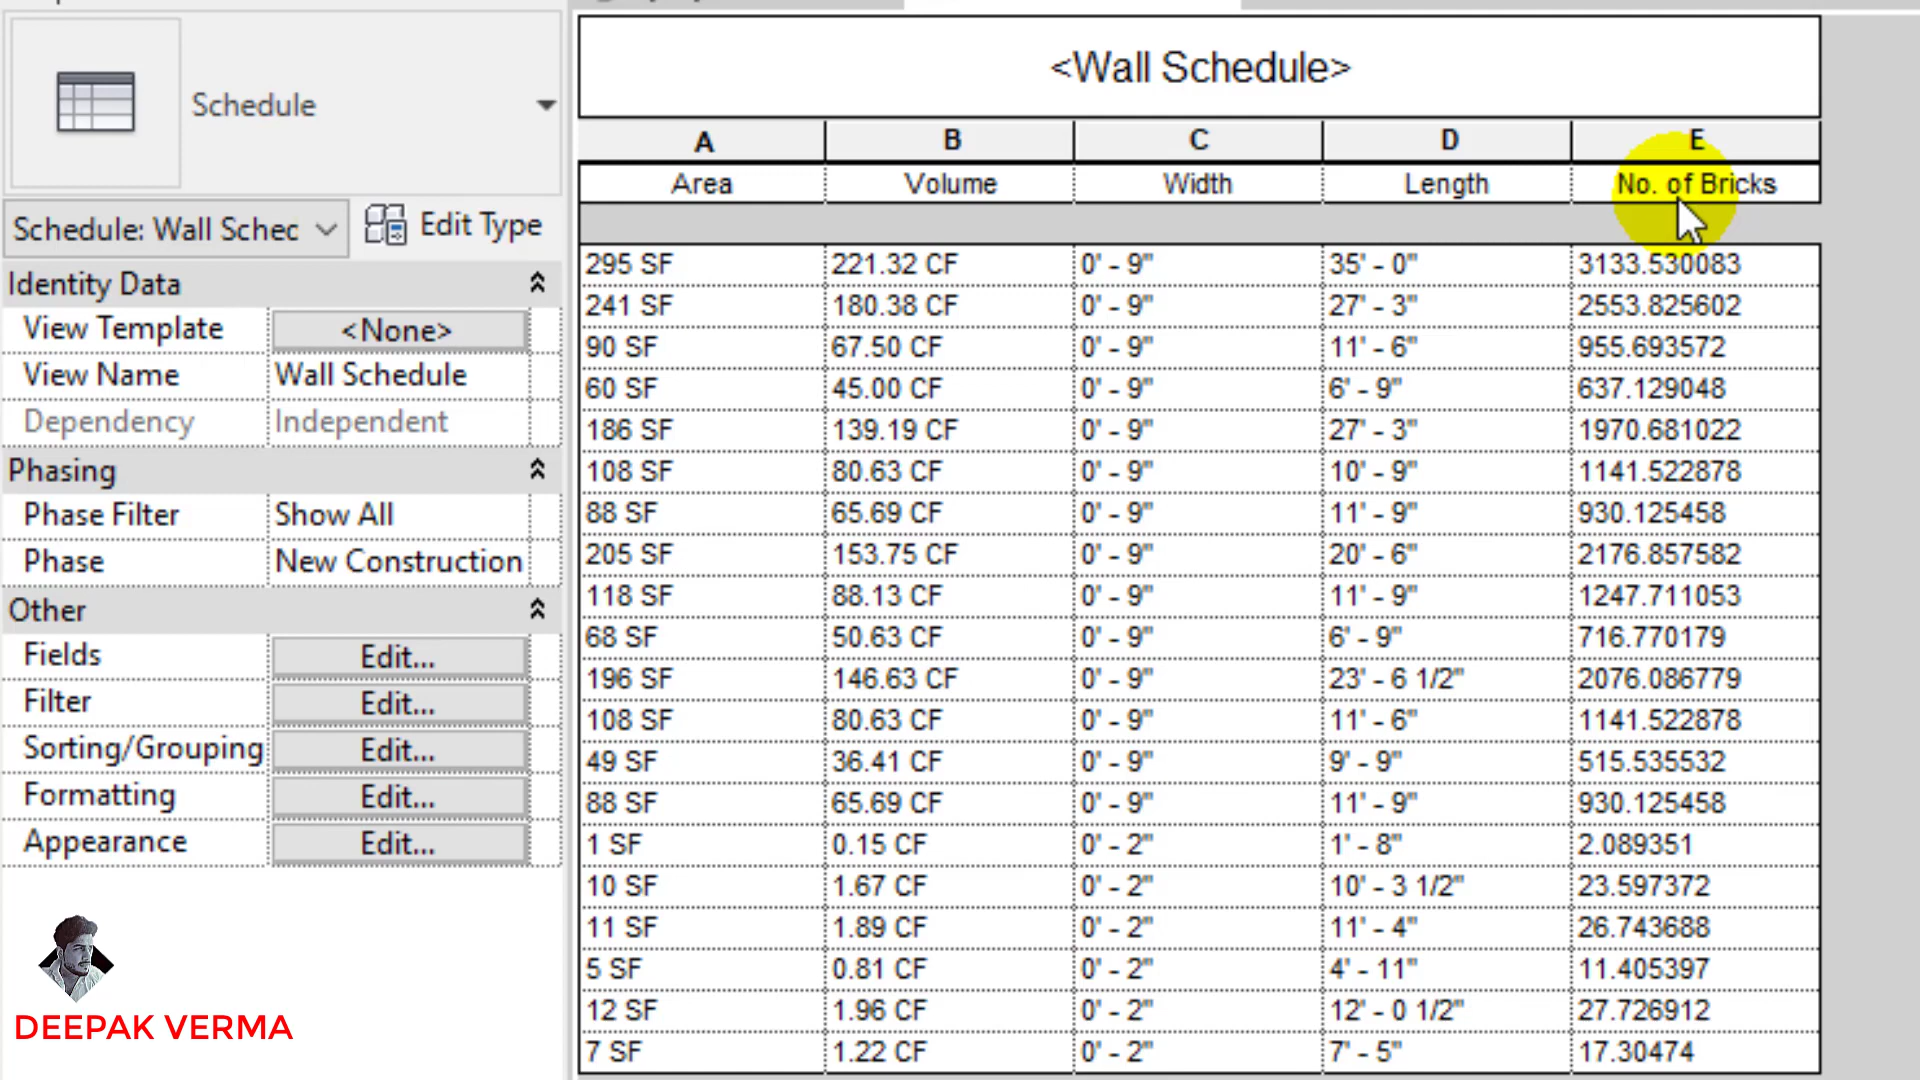 Schedule
Schedule: Wall Sched
Edit Type
Identity Data
View Template <None>
View Name Wall Schedule
Dependency Independent
Phasing
Phase Filter Show All
Phase New Construction
Other
Fields Edit...
Filter Edit...
Sorting/Grouping Edit...
Formatting Edit...
Appearance Edit...
DEEPAK VERMA
<Wall Schedule>
A B C D E
Area Volume Width Length No. of Bricks
295 SF 221.32 CF 0' - 9" 35' - 0" 3133.530083
241 SF 180.38 CF 0' - 9" 27' - 3" 2553.825602
90 SF 67.50 CF 0' - 9" 11' - 6" 955.693572
60 SF 45.00 CF 0' - 9" 6' - 9" 637.129048
186 SF 139.19 CF 0' - 9" 27' - 3" 1970.681022
108 SF 80.63 CF 0' - 9" 10' - 9" 1141.522878
88 SF 65.69 CF 0' - 9" 11' - 9" 930.125458
205 SF 153.75 CF 0' - 9" 20' - 6" 2176.857582
118 SF 88.13 CF 0' - 9" 11' - 9" 1247.711053
68 SF 50.63 CF 0' - 9" 6' - 9" 716.770179
196 SF 146.63 CF 0' - 9" 23' - 6 1/2" 2076.086779
108 SF 80.63 CF 0' - 9" 11' - 6" 1141.522878
49 SF 36.41 CF 0' - 9" 9' - 9" 515.535532
88 SF 65.69 CF 0' - 9" 11' - 9" 930.125458
1 SF 0.15 CF 0' - 2" 1' - 8" 2.089351
10 SF 1.67 CF 0' - 2" 10' - 3 1/2" 23.597372
11 SF 1.89 CF 0' - 2" 11' - 4" 26.743688
5 SF 0.81 CF 0' - 2" 4' - 11" 11.405397
12 SF 1.96 CF 0' - 2" 12' - 0 1/2" 27.726912
7 SF 1.22 CF 0' - 2" 7' - 5" 17.30474